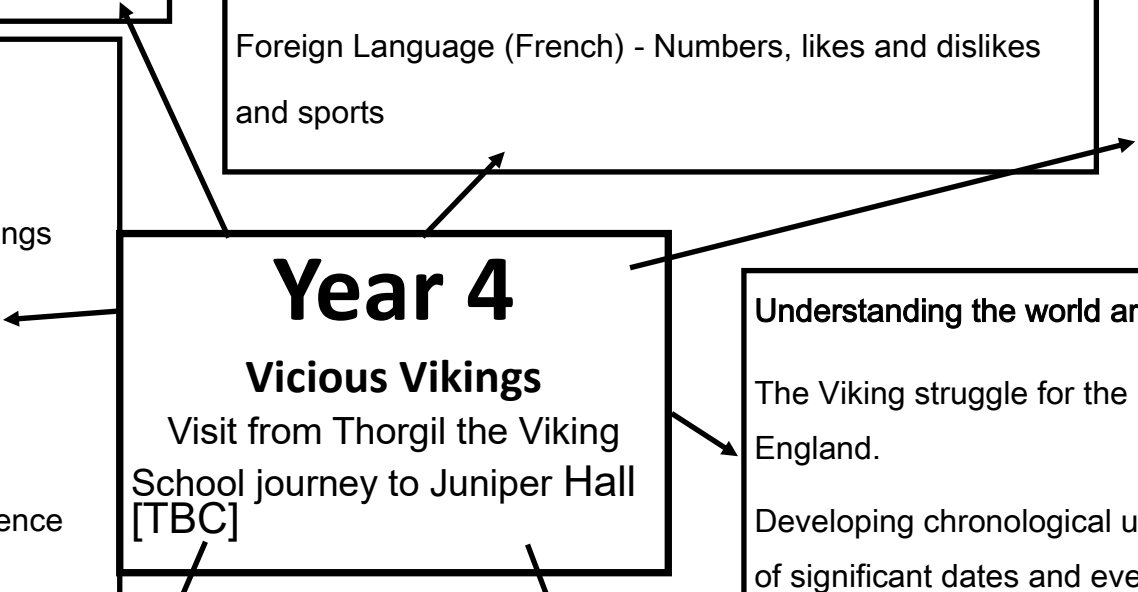 Foreign Language (French) - Numbers, likes and dislikes
and sports
ngs
Year 4
Vicious Vikings
Visit from Thorgil the Viking
School journey to Juniper Hall
[TBC]
ence
Understanding the world ar
The Viking struggle for the
England.
Developing chronological u
of significant dates and eve